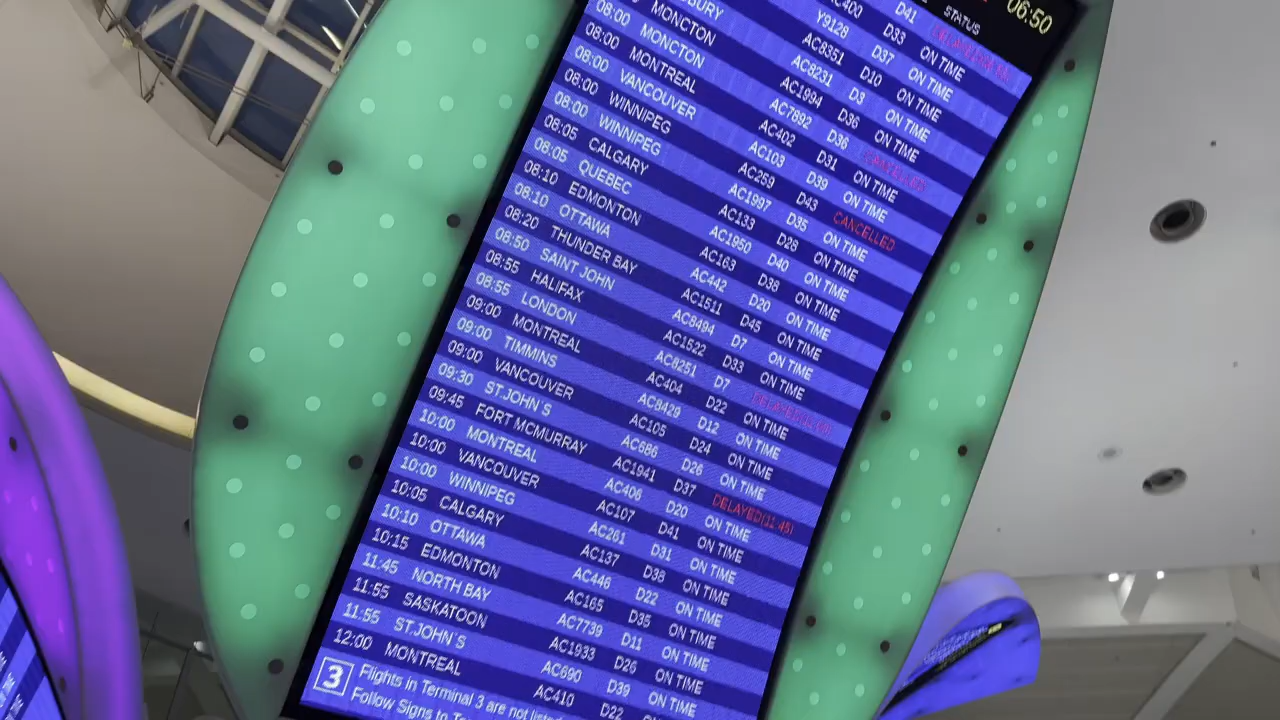 06:50
STATUS
D41
AC400 D33
Y9128 D37 ON TIME
AC8351 D10 ON TIME
BURY AC8231 D3 ON TIME
MONCTON AC1994 D36 ON TIME
08:00 MONCTON AC7892 D36 CANCELLED
08:00 MONTREAL AC402 D31 ON TIME
08:00 VANCOUVER AC103 D39 ON TIME
08:00 WINNIPEG AC259 D43 CANCELLED
08:00 WINNIPEG AC1997 D35 ON TIME
08:05 CALGARY AC133 D28 ON TIME
08:05 QUEBEC AC1950 D40 ON TIME
08:10 EDMONTON AC163 D38 ON TIME
08:10 OTTAWA AC442 D20 ON TIME
08:20 THUNDER BAY AC1511 D45 ON TIME
08:50 SAINT JOHN AC8494 D7 ON TIME
08:55 HALIFAX AC1522 D33 ON TIME
08:55 LONDON AC8251 D7
09:00 MONTREAL AC404 D22 ON TIME
09:00 TIMMINS AC8429 D12 ON TIME
09:00 VANCOUVER AC105 D24 ON TIME
09:30 ST.JOHN'S AC686 D26 ON TIME
09:45 FORT MCMURRAY AC1941 D37 DELAYED(11:45)
10:00 MONTREAL AC406 D20 ON TIME
10:00 VANCOUVER AC107 D41 ON TIME
10:00 WINNIPEG AC261 D31 ON TIME
10:05 CALGARY AC137 D38 ON TIME
10:10 OTTAWA AC446 D22 ON TIME
10:15 EDMONTON AC165 D35 ON TIME
11:45 NORTH BAY AC7739 D11 ON TIME
11:55 SASKATOON AC1933 D26 ON TIME
11:55 ST.JOHN'S AC690 D39 ON TIME
12:00 MONTREAL AC410 D22
3 Flights in Terminal 3 are not liste
Follow Signs to Te